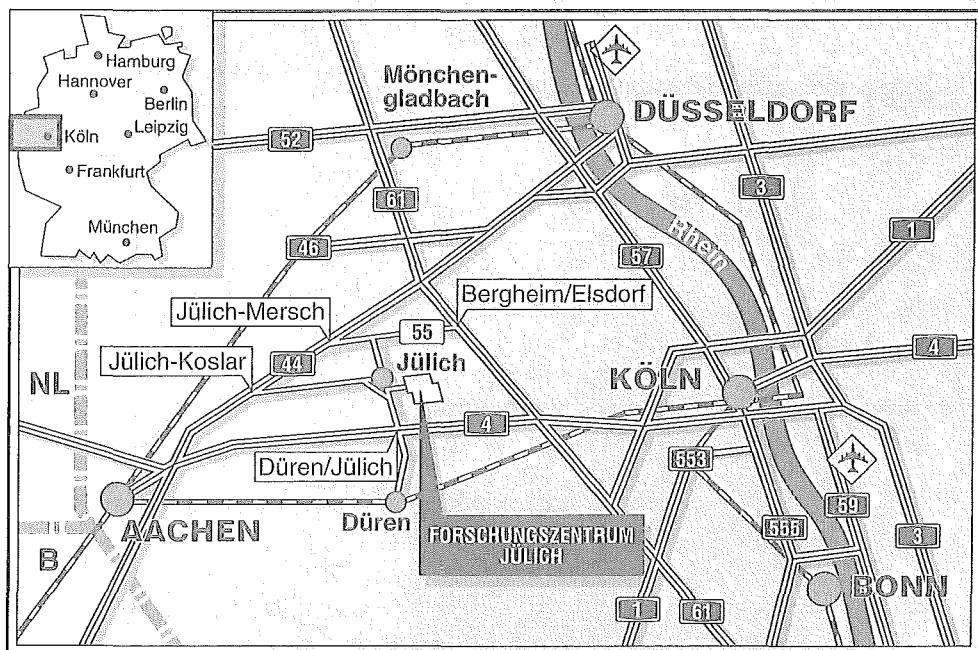 Hamburg
Hannover
Berlin
Köln
Leipzig
Frankfurt
München
Mönchen-
gladbach
DÜSSELDORF
52
61
3
1
46
57
Rhein
Bergheim/Elsdorf
Jülich-Mersch
55
4
Jülich-Koslar
44
Jülich
KÖLN
NL
4
Düren/Jülich
553
Düren
AACHEN
FORSCHUNGSZENTRUM
JÜLICH
B
555
59
3
BONN
1
61